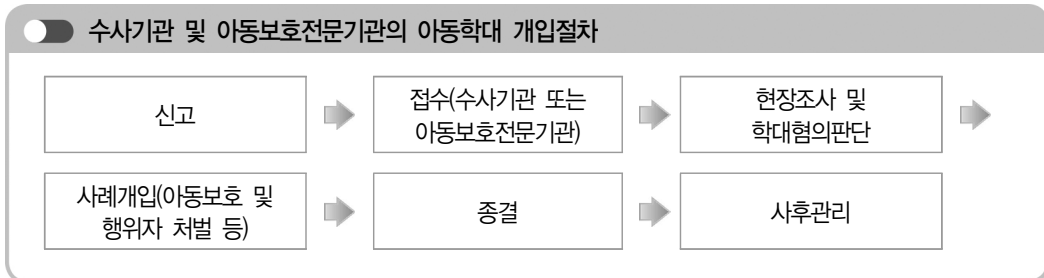 수사기관 및 아동보호전문기관의 아동학대 개입절차
신고
접수(수사기관 또는
아동보호전문기관)
현장조사 및
학대혐의판단
사례개입(아동보호 및
행위자 처벌 등)
종결
사후관리